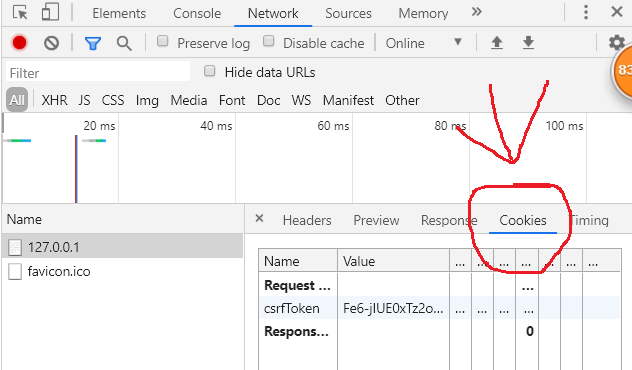 Elements Console Network Sources Memory »
Preserve log Disable cache Online
Filter Hide data URLs
All XHR JS CSS Img Media Font Doc WS Manifest Other
20 ms 40 ms 60 ms 80 ms 100 ms
Name
127.0.0.1
favicon.ico
× Headers Preview Response Cookies Timing
Name Value ... ... ... ... ... ... ...
Request ... ...
csrfToken Fe6-jIUE0xTz2o... ... ... ... ...
Respons... 0
83